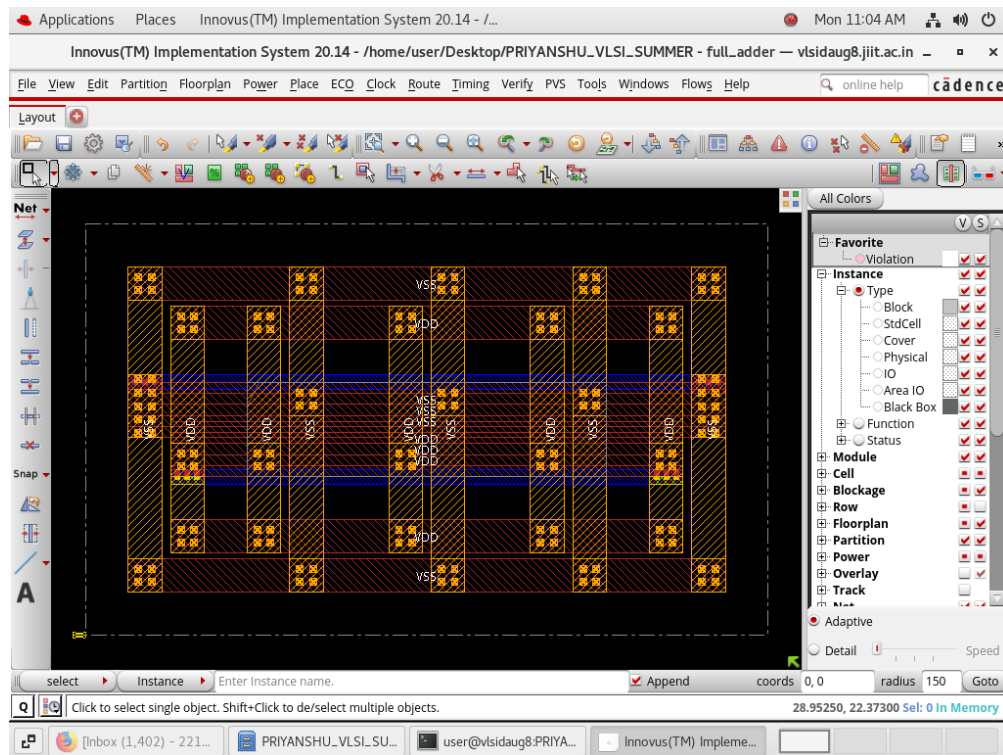 Applications Places Innovus(TM) Implementation System 20.14 - /... Mon 11:04 AM
Innovus(TM) Implementation System 20.14 - /home/user/Desktop/PRIYANSHU_VLSI_SUMMER - full_adder — vlsidaug8.jiit.ac.in
File View Edit Partition Floorplan Power Place ECO Clock Route Timing Verify PVS Tools Windows Flows Help online help cādence
Layout
Net
Snap
A
All Colors
V S
Favorite
Violation
Instance
Type
Block
StdCell
Cover
Physical
IO
Area IO
Black Box
Function
Status
Module
Cell
Blockage
Row
Floorplan
Partition
Power
Overlay
Track
Net
Adaptive
Detail Speed
VSS
VDD
VSS
VSS
VSS
VSS VDD VDD VSS VDD VSS VDD VSS VDD VSS
VDD
VDD
VDD
VDD
VSS
select Instance Enter Instance name. Append coords 0, 0 radius 150 Goto
Q Click to select single object. Shift+Click to de/select multiple objects. 28.95250, 22.37300 Sel: 0 In Memory
[Inbox (1,402) - 221... PRIYANSHU_VLSI_SU... user@vlsidaug8:PRIYA... Innovus(TM) Impleme...